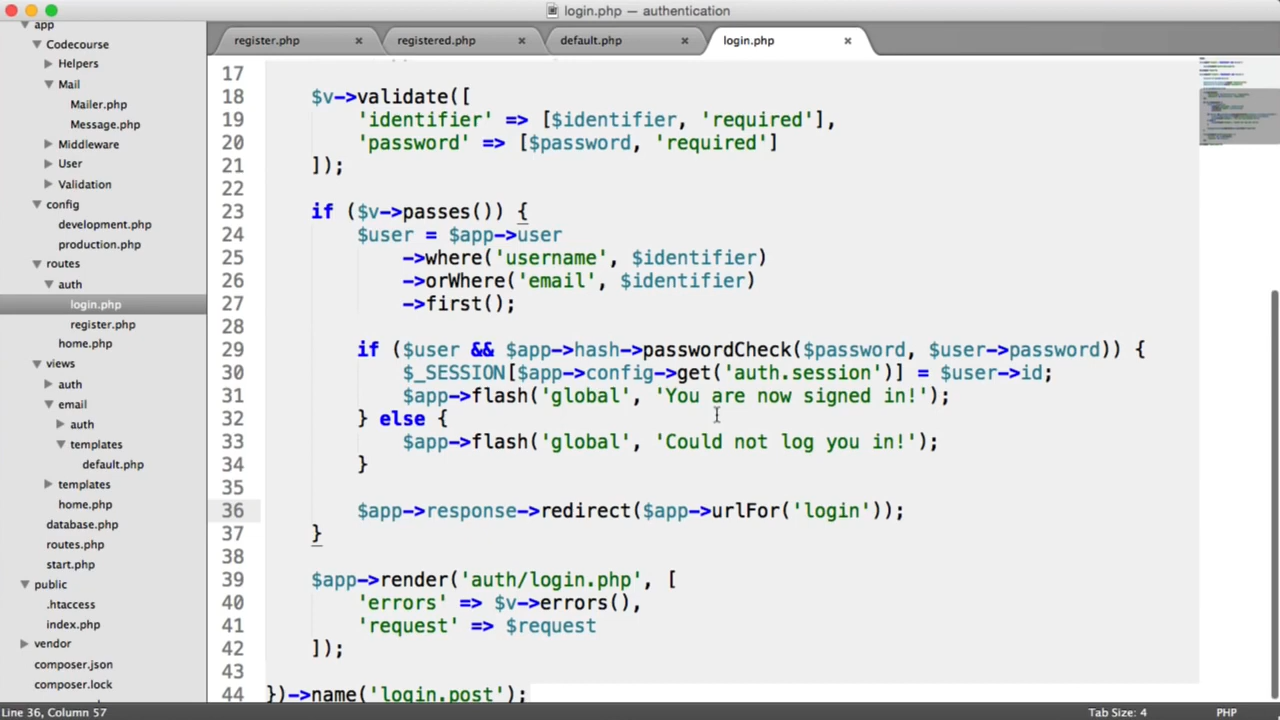 login.php — authentication
app
Codecourse
Helpers
Mail
Mailer.php
Message.php
Middleware
User
Validation
config
development.php
production.php
routes
auth
login.php
register.php
home.php
views
auth
email
auth
templates
default.php
templates
home.php
database.php
routes.php
start.php
public
.htaccess
index.php
vendor
composer.json
composer.lock
register.php × registered.php × default.php × login.php ×
17
18 $v->validate([
19 'identifier' => [$identifier, 'required'],
20 'password' => [$password, 'required']
21 ]);
22
23 if ($v->passes()) {
24 $user = $app->user
25 ->where('username', $identifier)
26 ->orWhere('email', $identifier)
27 ->first();
28
29 if ($user && $app->hash->passwordCheck($password, $user->password)) {
30 $_SESSION[$app->config->get('auth.session')] = $user->id;
31 $app->flash('global', 'You are now signed in!');
32 } else {
33 $app->flash('global', 'Could not log you in!');
34 }
35
36 $app->response->redirect($app->urlFor('login'));
37 }
38
39 $app->render('auth/login.php', [
40 'errors' => $v->errors(),
41 'request' => $request
42 ]);
43
44 })->name('login.post');
Line 36, Column 57
Tab Size: 4
PHP